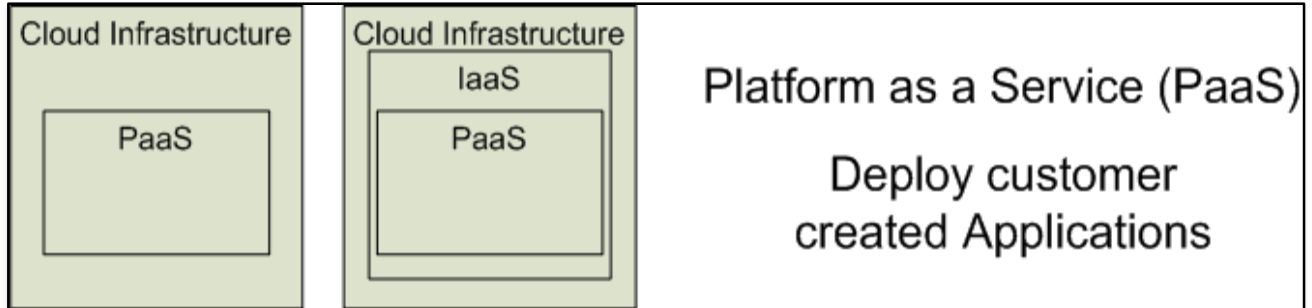 Cloud Infrastructure
PaaS
Cloud Infrastructure
IaaS
PaaS
Platform as a Service (PaaS)
Deploy customer
created Applications